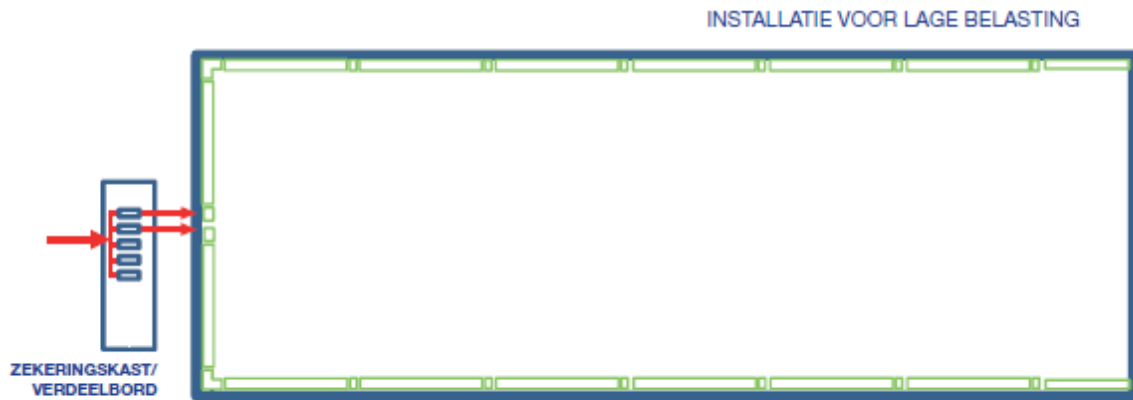 INSTALLATIE VOOR LAGE BELASTING
ZEKERINGSKAST/
VERDEELBORD